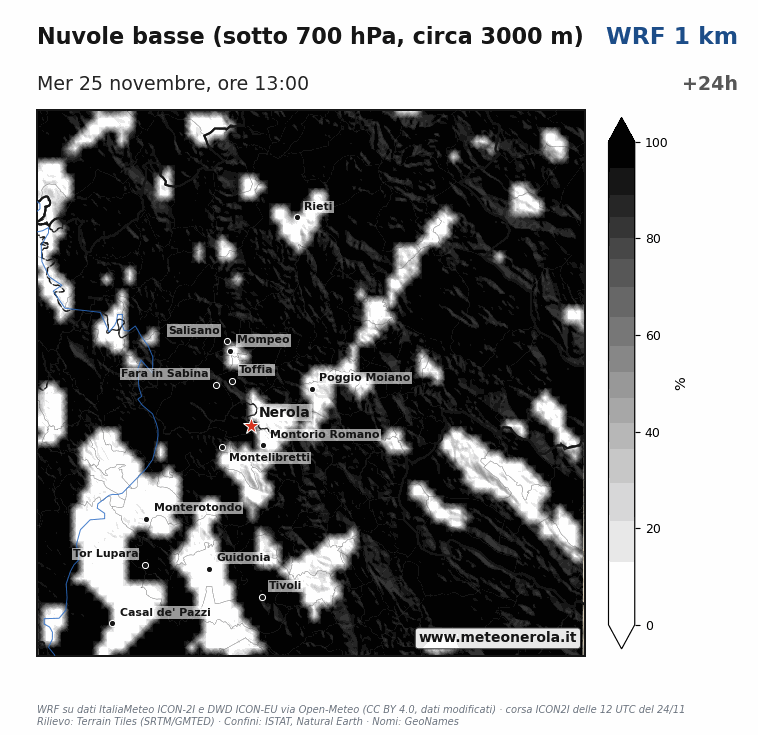 Nuvole basse (sotto 700 hPa, circa 3000 m) WRF 1 km
Mer 25 novembre, ore 13:00 +24h
100
80
60
40
20
0
%
Rieti
Salisano
Mompeo
Fara in Sabina
Toffia
Poggio Moiano
Nerola
Montorio Romano
Montelibretti
Monterotondo
Tor Lupara
Guidonia
Tivoli
Casal de' Pazzi
www.meteonerola.it
WRF su dati ItaliaMeteo ICON-2I e DWD ICON-EU via Open-Meteo (CC BY 4.0, dati modificati) · corsa ICON2I delle 12 UTC del 24/11
Rilievo: Terrain Tiles (SRTM/GMTED) · Confini: ISTAT, Natural Earth · Nomi: GeoNames